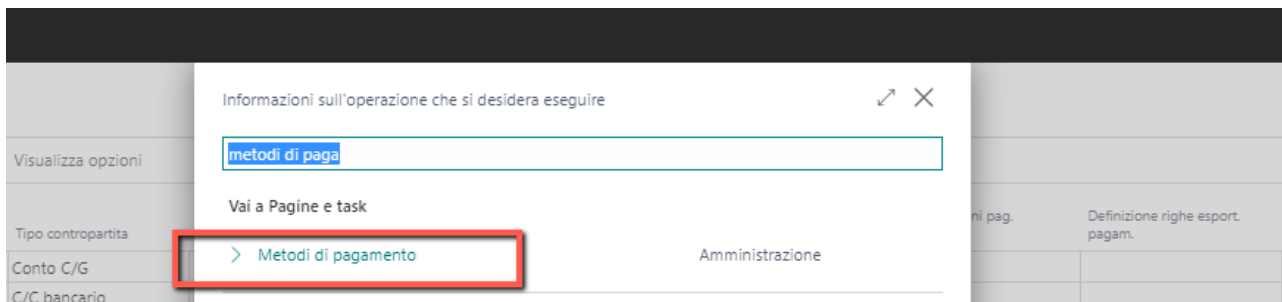 Informazioni sull'operazione che si desidera eseguire
metodi di paga
Visualizza opzioni
Vai a Pagine e task
ni pag.
Definizione righe esport.
pagam.
Tipo contropartita
Metodi di pagamento
Amministrazione
Conto C/G
C/C bancario